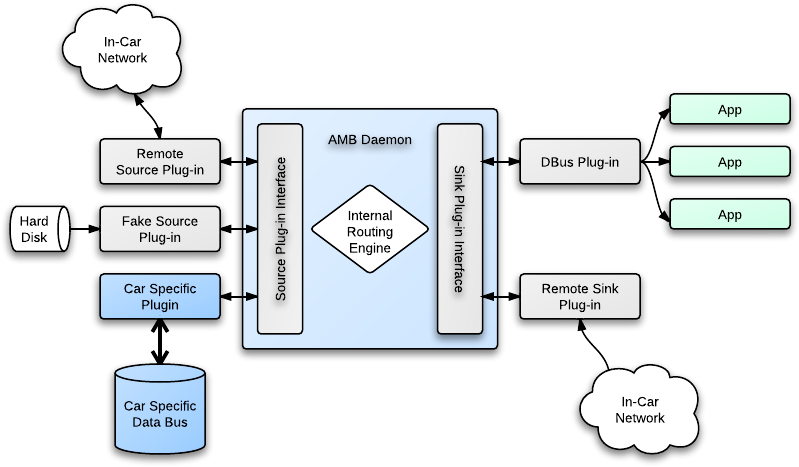 In-Car
Network
Remote
Source Plug-in
Hard
Disk
Fake Source
Plug-in
Car Specific
Plugin
Car Specific
Data Bus
Source Plug-in Interface
AMB Daemon
Internal
Routing
Engine
Sink Plug-in Interface
DBus Plug-in
App
App
App
Remote Sink
Plug-in
In-Car
Network